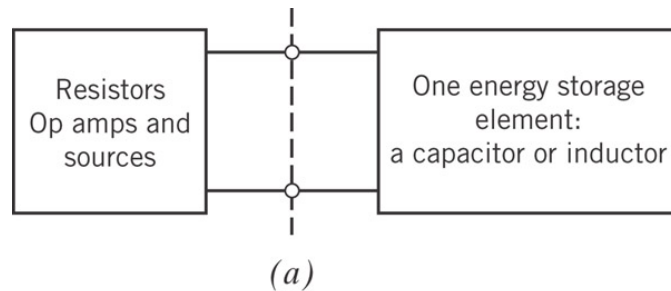 Resistors
Op amps and
sources
One energy storage
element:
a capacitor or inductor
(a)